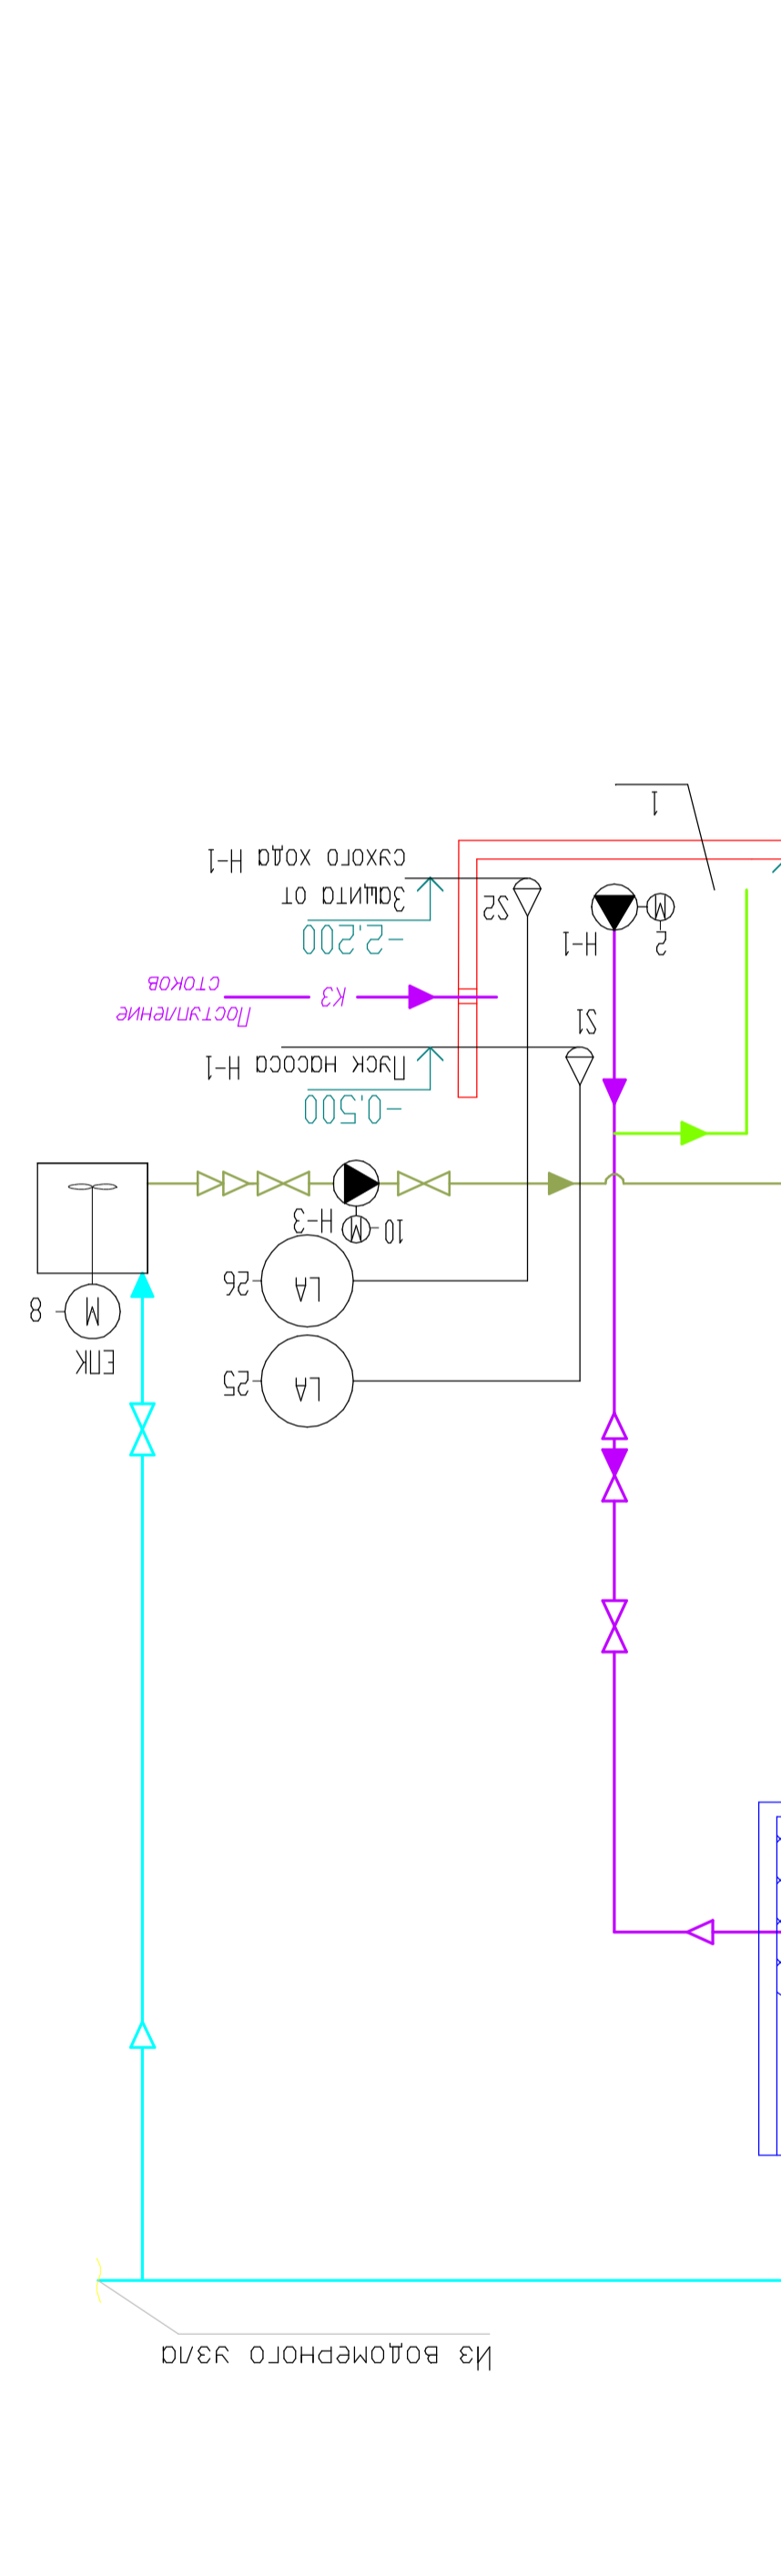 Из водомерного узла
ЕПК
M
8
25
LA
26
LA
10
M
Н-3
-0.500
Пуск насоса Н-1
S1
Поступление
стоков
К3
-2.200
Защита от
сухого хода Н-1
S2
Н-1
2
M
1